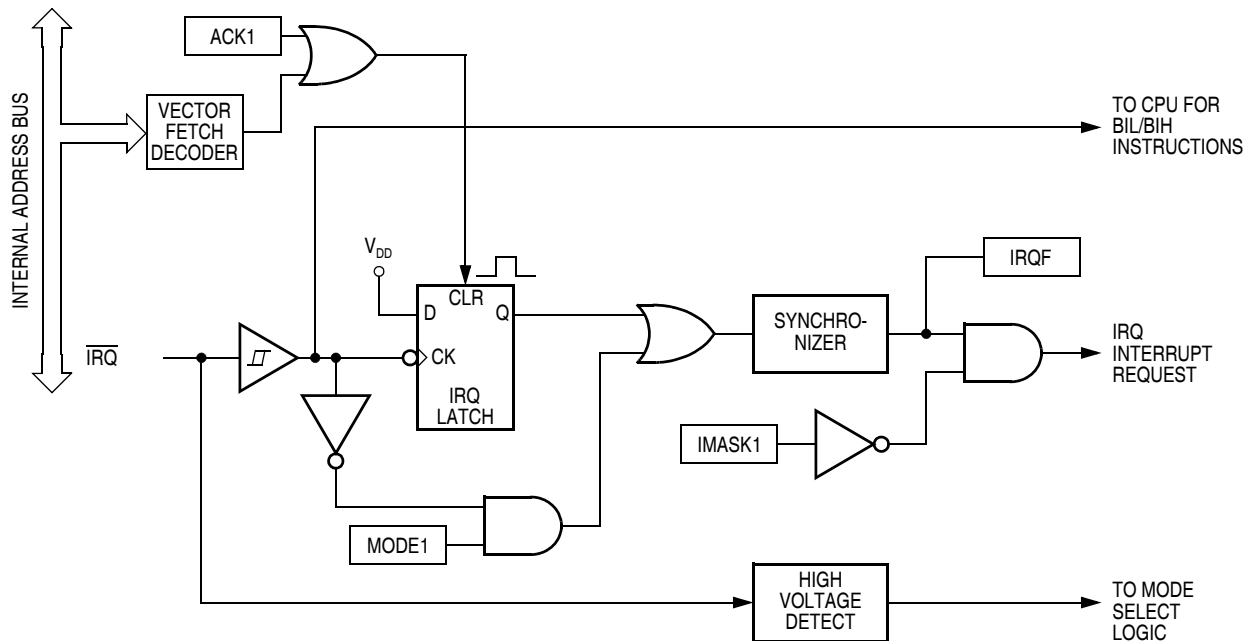 INTERNAL ADDRESS BUS
ACK1
VECTOR
FETCH
DECODER
TO CPU FOR
BIL/BIH
INSTRUCTIONS
VDD
CLR
D
Q
CK
IRQ
LATCH
IRQ
SYNCHRO-
NIZER
IRQF
IRQ
INTERRUPT
REQUEST
IMASK1
MODE1
HIGH
VOLTAGE
DETECT
TO MODE
SELECT
LOGIC